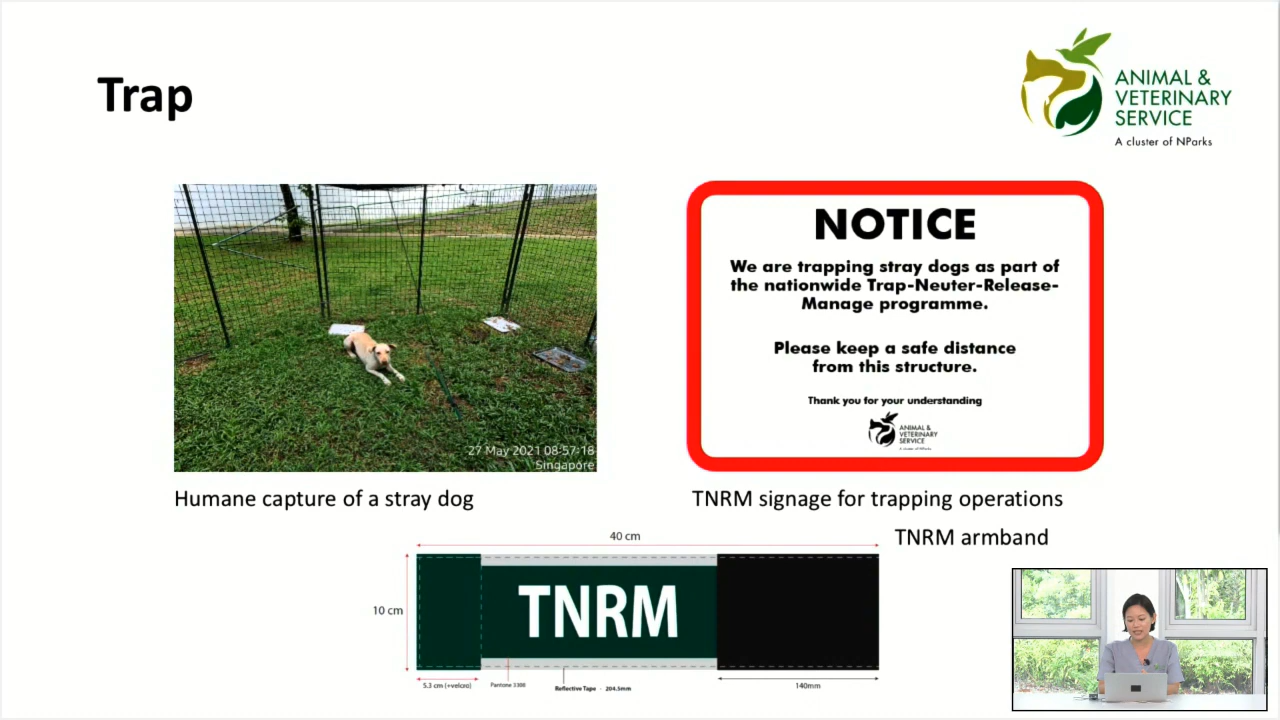 Trap
ANIMAL &
VETERINARY
SERVICE
A cluster of NParks
27 May 2021 08:57:18
Singapore
NOTICE
We are trapping stray dogs as part of
the nationwide Trap-Neuter-Release-
Manage programme.
Please keep a safe distance
from this structure.
Thank you for your understanding
ANIMAL &
VETERINARY
SERVICE
A cluster of NParks
Humane capture of a stray dog
TNRM signage for trapping operations
TNRM armband
40 cm
10 cm
TNRM
5.3 cm (+velcro)
Pantone 3308
Reflective Tape - 204.5mm
140mm